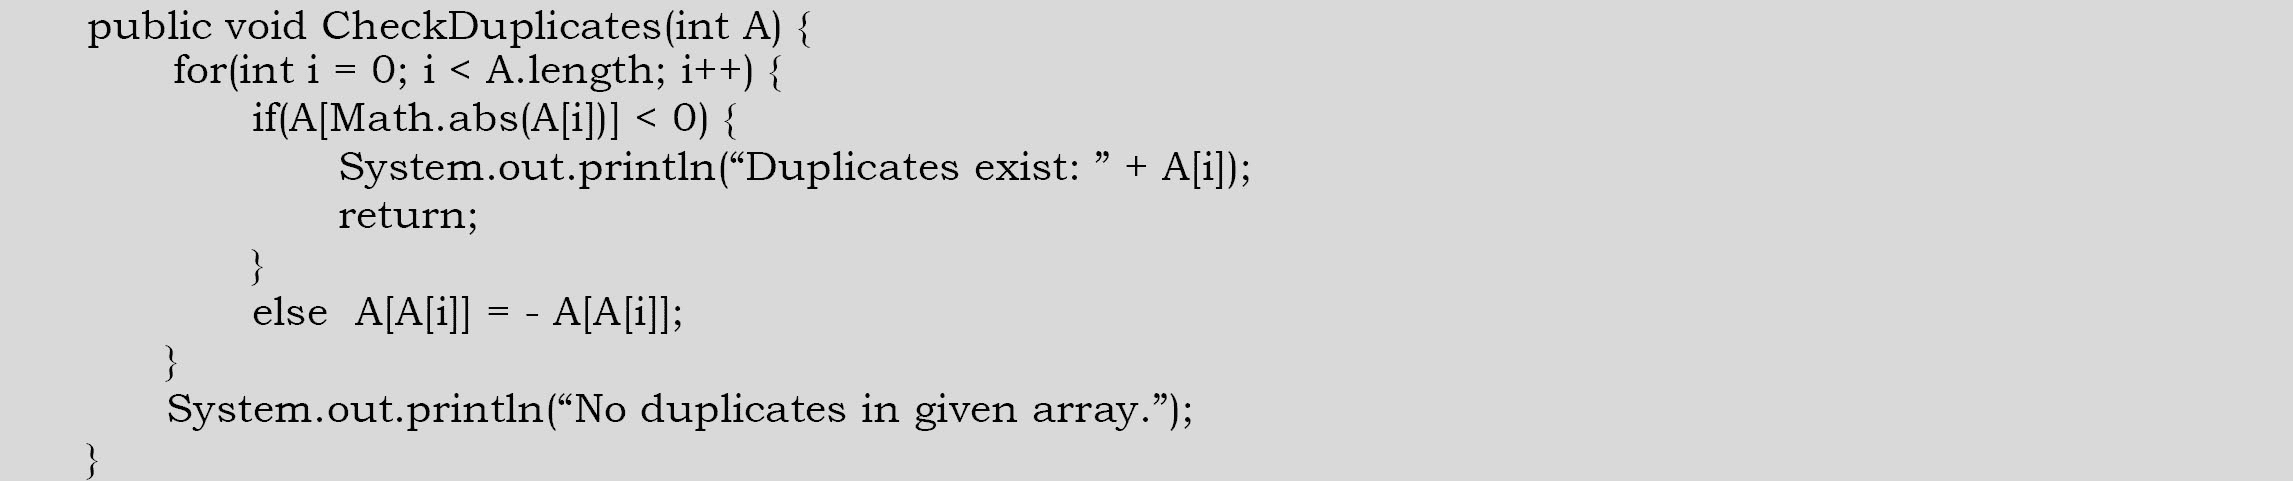 public void CheckDuplicates(int A) {
for(int i = 0; i < A.length; i++) {
if(A[Math.abs(A[i])] < 0) {
System.out.println(“Duplicates exist: ” + A[i]);
return;
}
else  A[A[i]] = - A[A[i]];
}
System.out.println(“No duplicates in given array.”);
}